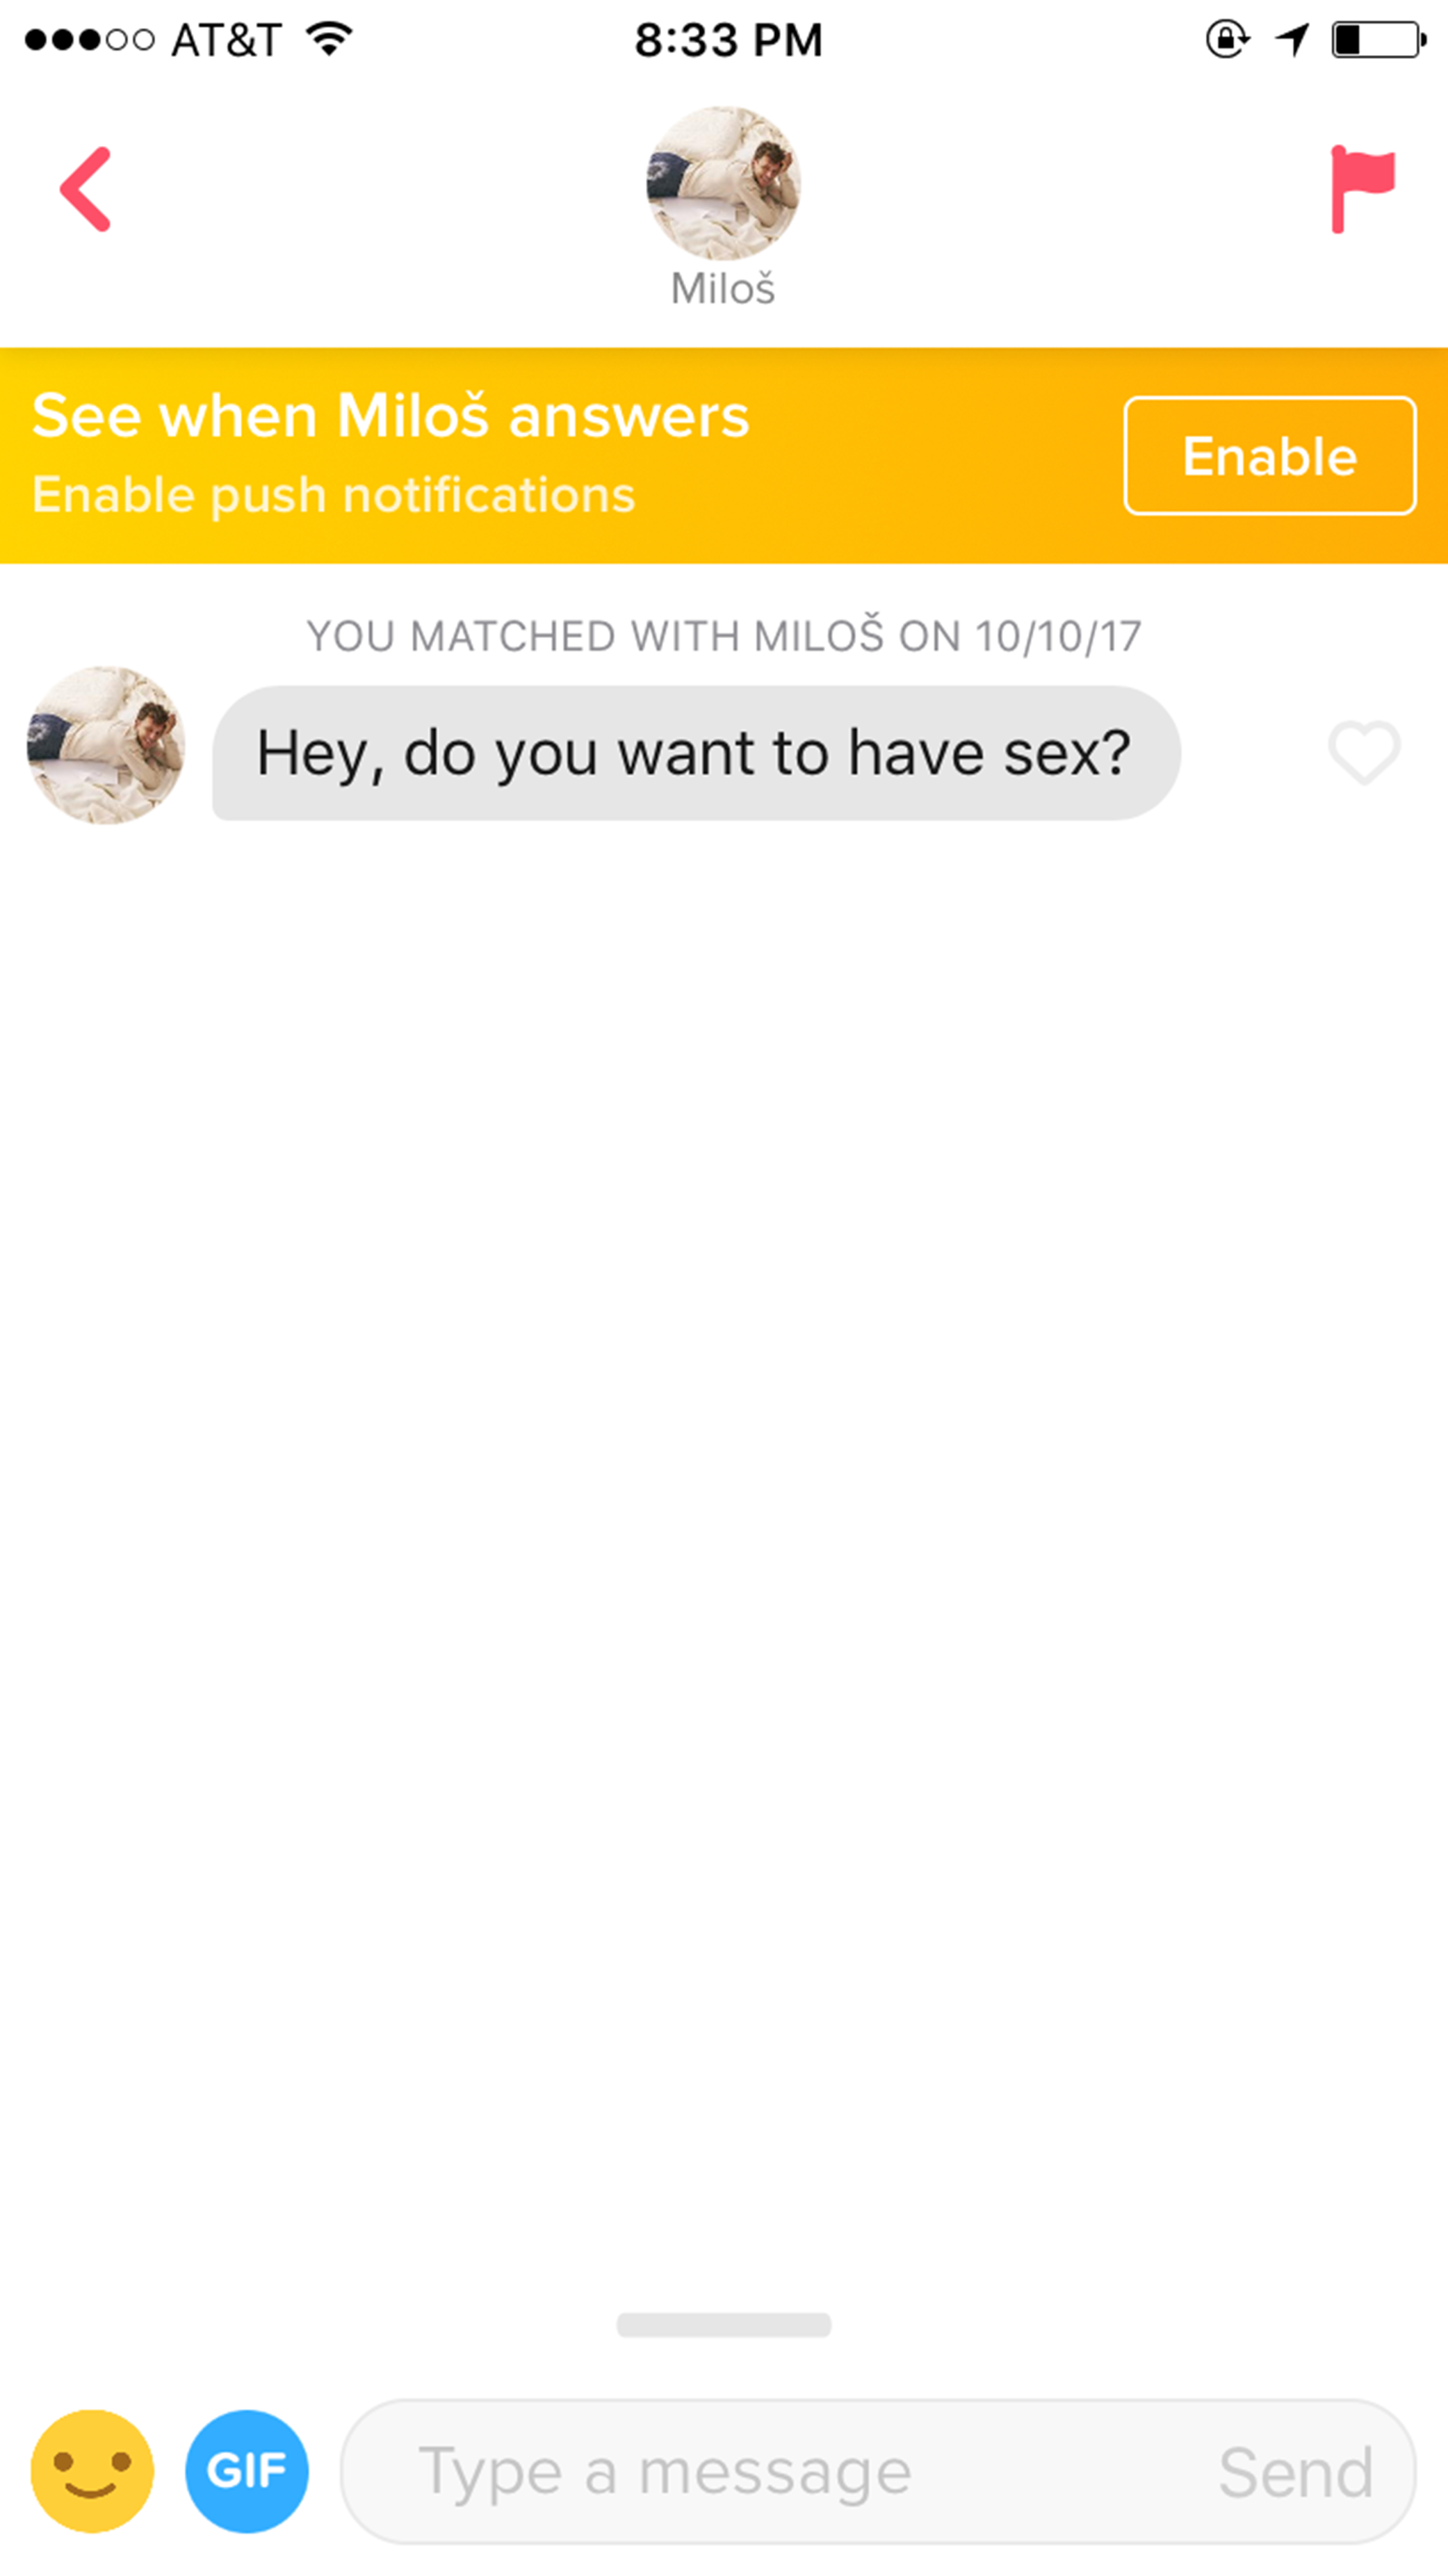 AT&T 8:33 PM
Miloš
See when Miloš answers
Enable push notifications
Enable
YOU MATCHED WITH MILOŠ ON 10/10/17
Hey, do you want to have sex?
GIF Type a message Send